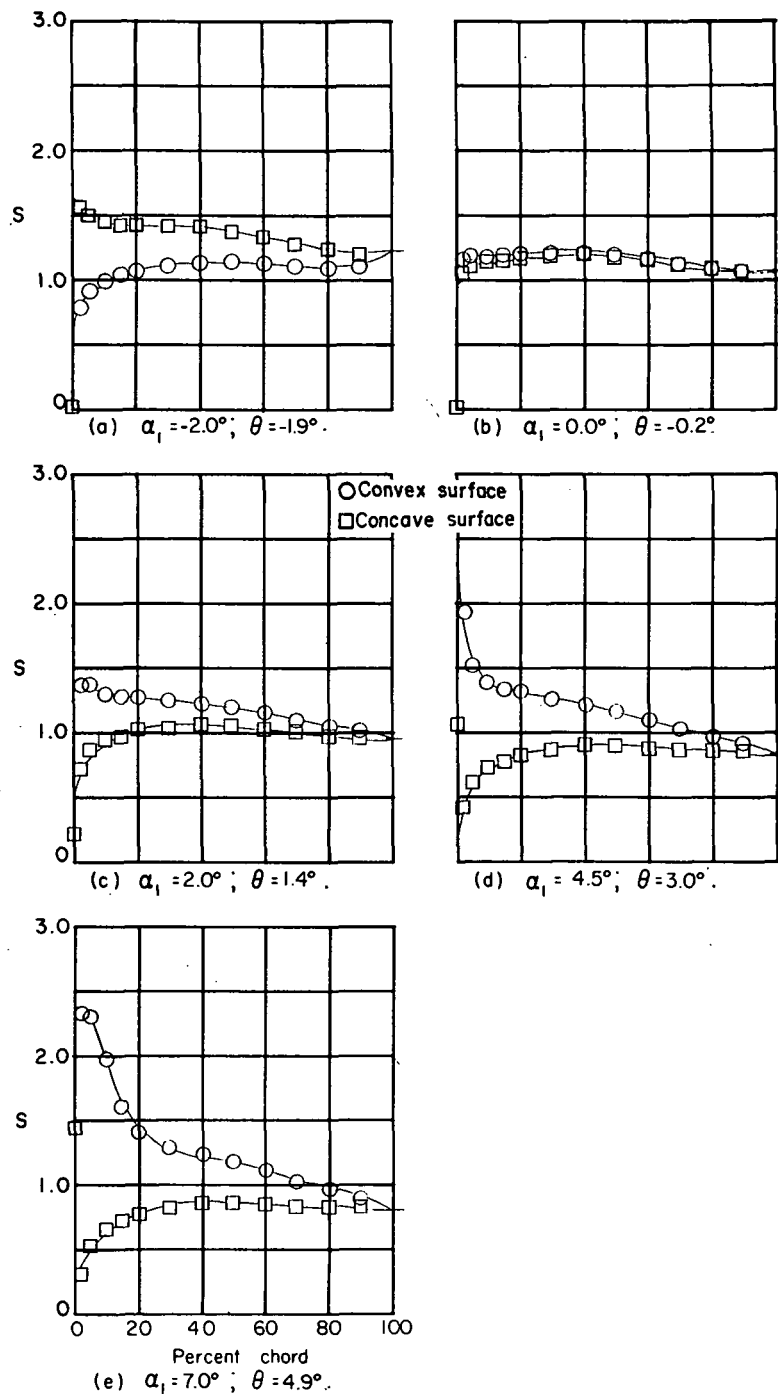 3.0
2.0
S
1.0
0
(a) α₁ = -2.0°; θ = -1.9°.
(b) α₁ = 0.0°; θ = -0.2°.
3.0
○ Convex surface
□ Concave surface
2.0
S
1.0
0
(c) α₁ = 2.0°; θ = 1.4°.
(d) α₁ = 4.5°; θ = 3.0°.
3.0
2.0
S
1.0
0
0 20 40 60 80 100
Percent chord
(e) α₁ = 7.0°; θ = 4.9°.